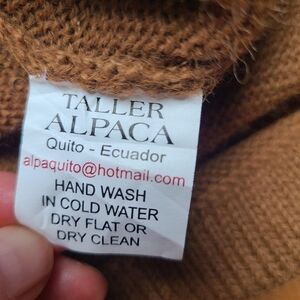 TALLER
ALPACA
Quito - Ecuador
alpaquito@hotmail.com
HAND WASH
IN COLD WATER
DRY FLAT OR
DRY CLEAN